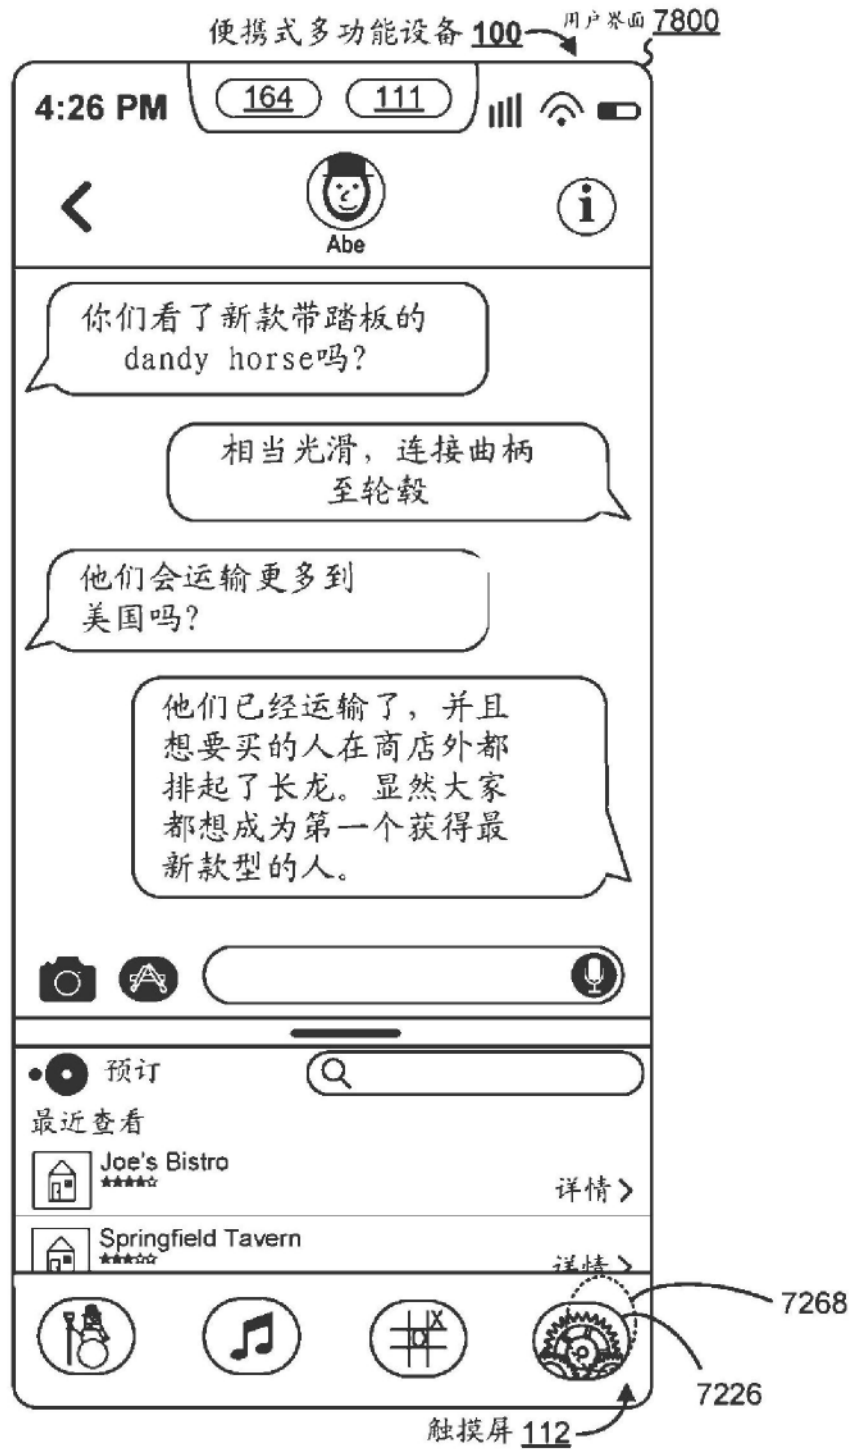 便携式多功能设备 100 用户界面 7800
4:26 PM 164 111
i
Abe
你们看了新款带踏板的
dandy horse吗?
相当光滑，连接曲柄
至轮毂
他们会运输更多到
美国吗?
他们已经运输了，并且
想要买的人在商店外都
排起了长龙。显然大家
都想成为第一个获得最
新款型的人。
预订
最近查看
Joe's Bistro
详情
Springfield Tavern
详情
7268
7226
触摸屏 112